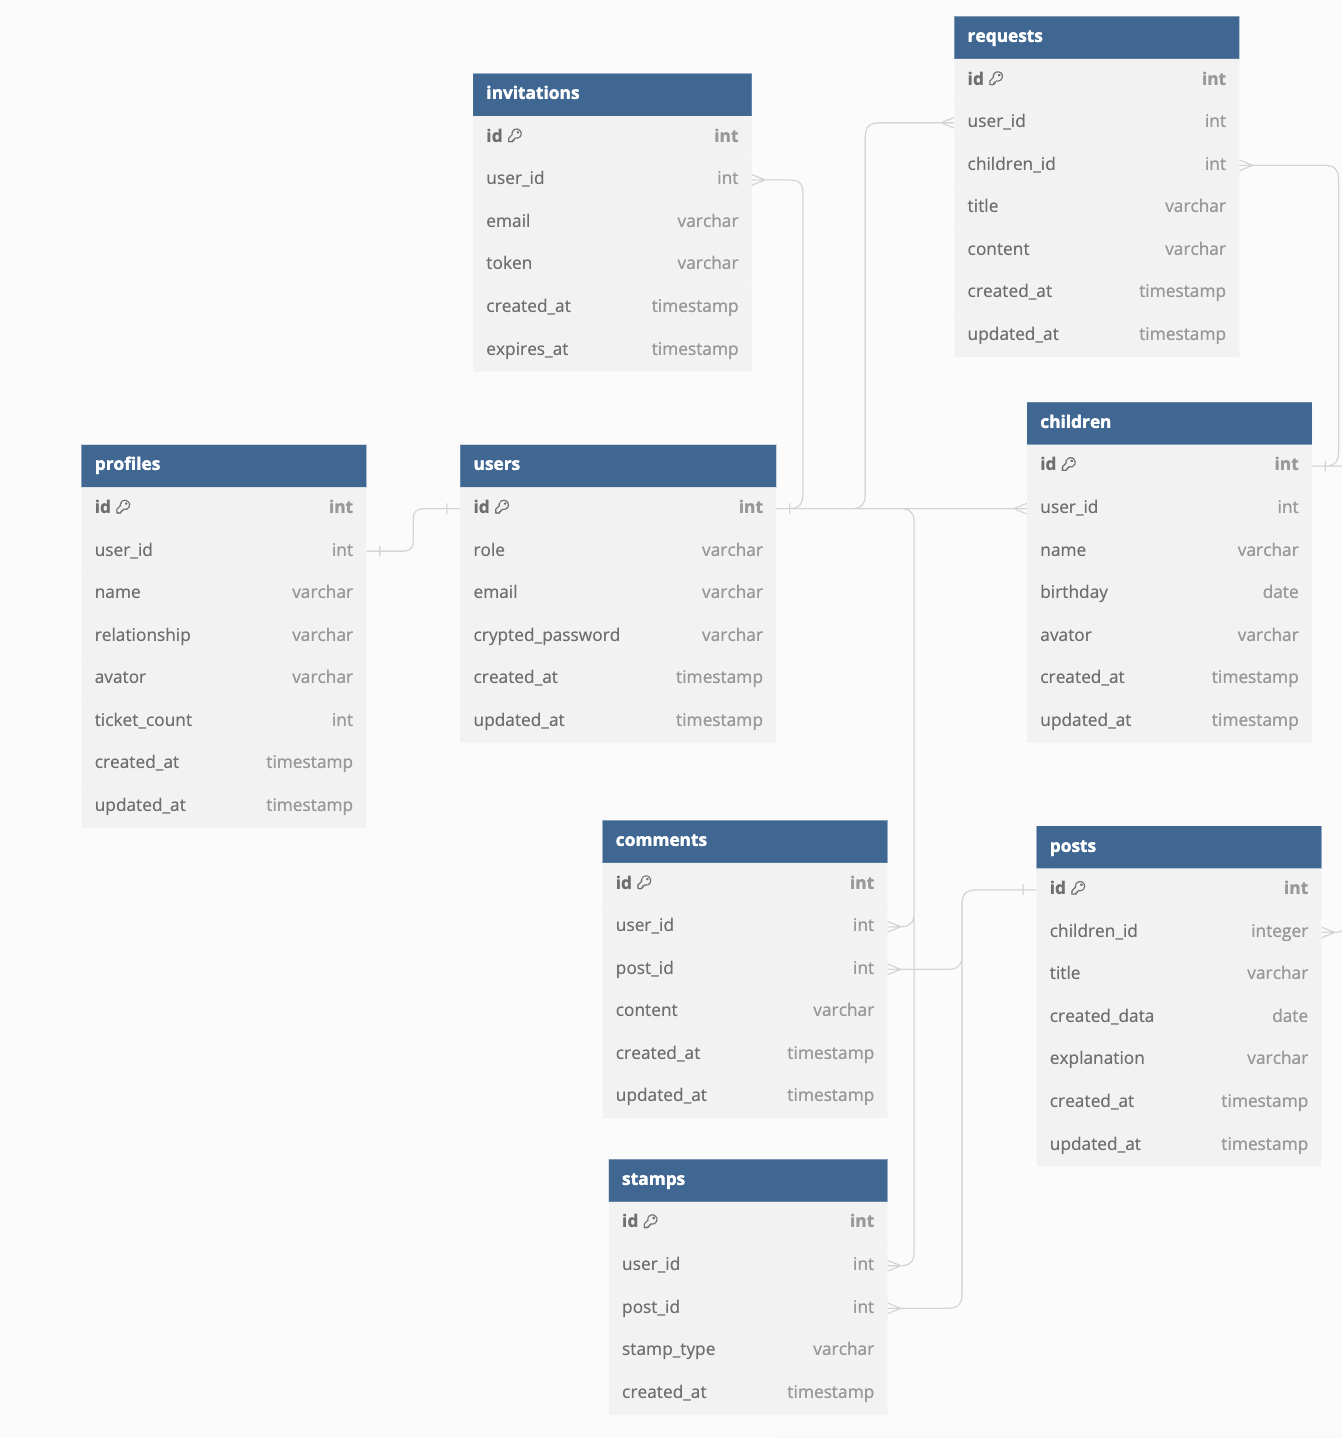 requests
id int
user_id int
children_id int
title varchar
content varchar
created_at timestamp
updated_at timestamp
invitations
id int
user_id int
email varchar
token varchar
created_at timestamp
expires_at timestamp
children
id int
user_id int
name varchar
birthday date
avator varchar
created_at timestamp
updated_at timestamp
profiles
id int
user_id int
name varchar
relationship varchar
avator varchar
ticket_count int
created_at timestamp
updated_at timestamp
users
id int
role varchar
email varchar
crypted_password varchar
created_at timestamp
updated_at timestamp
comments
id int
user_id int
post_id int
content varchar
created_at timestamp
updated_at timestamp
posts
id int
children_id integer
title varchar
created_data date
explanation varchar
created_at timestamp
updated_at timestamp
stamps
id int
user_id int
post_id int
stamp_type varchar
created_at timestamp